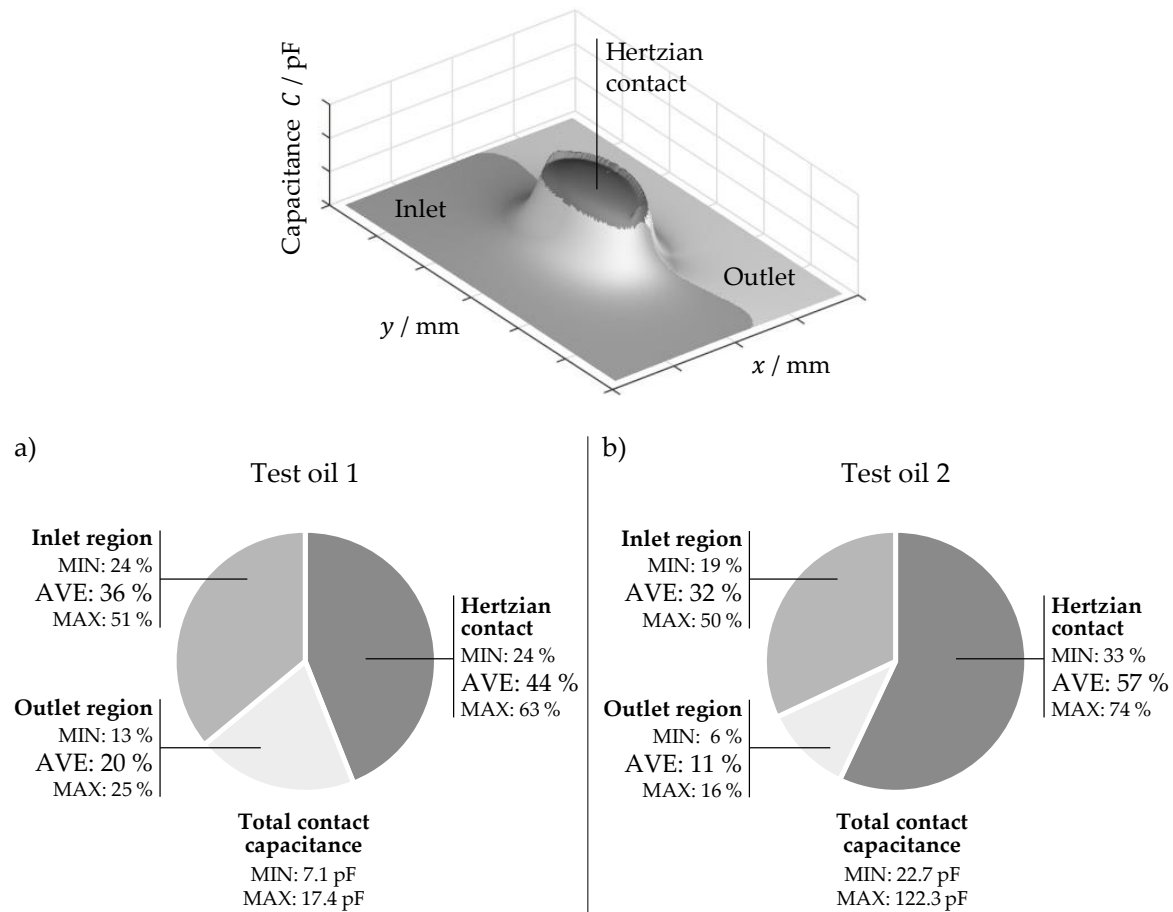 Hertzian
contact
Capacitance C / pF
Inlet
Outlet
y / mm
x / mm
a)
Test oil 1
Inlet region
MIN: 24 %
AVE: 36 %
MAX: 51 %
Hertzian
contact
MIN: 24 %
AVE: 44 %
MAX: 63 %
Outlet region
MIN: 13 %
AVE: 20 %
MAX: 25 %
Total contact
capacitance
MIN: 7.1 pF
MAX: 17.4 pF
b)
Test oil 2
Inlet region
MIN: 19 %
AVE: 32 %
MAX: 50 %
Hertzian
contact
MIN: 33 %
AVE: 57 %
MAX: 74 %
Outlet region
MIN: 6 %
AVE: 11 %
MAX: 16 %
Total contact
capacitance
MIN: 22.7 pF
MAX: 122.3 pF